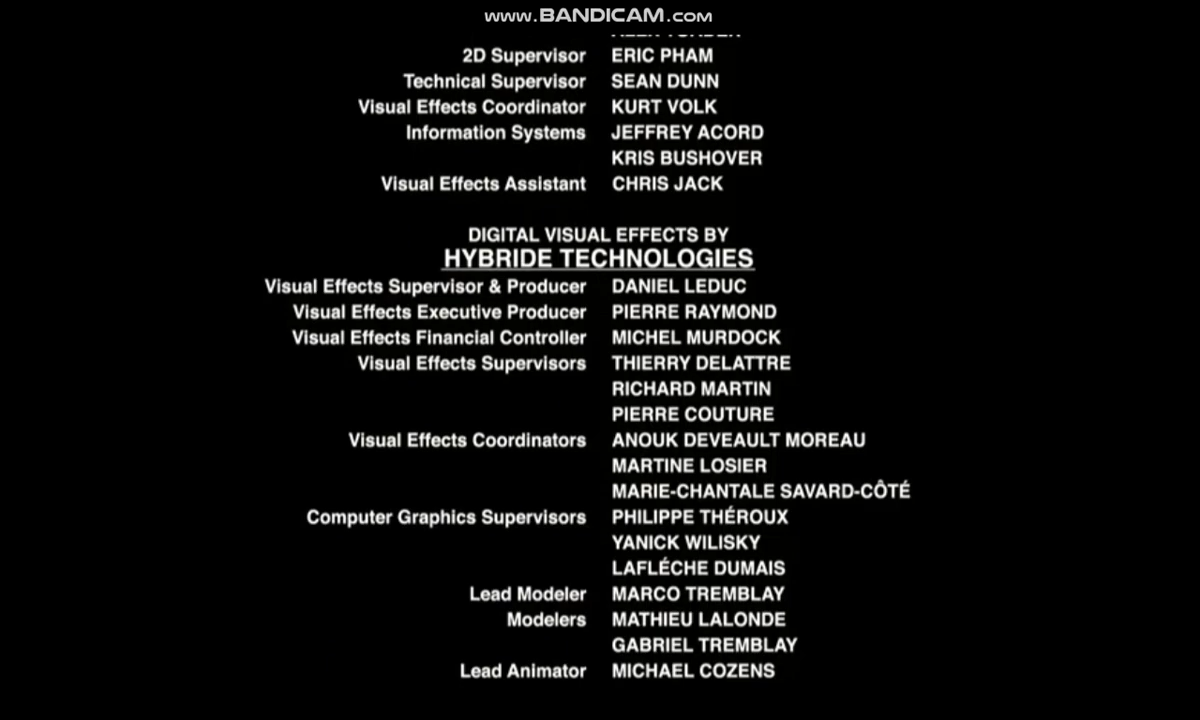 www.BANDICAM.com
2D Supervisor ERIC PHAM
Technical Supervisor SEAN DUNN
Visual Effects Coordinator KURT VOLK
Information Systems JEFFREY ACORD
KRIS BUSHOVER
Visual Effects Assistant CHRIS JACK
DIGITAL VISUAL EFFECTS BY
HYBRIDE TECHNOLOGIES
Visual Effects Supervisor & Producer DANIEL LEDUC
Visual Effects Executive Producer PIERRE RAYMOND
Visual Effects Financial Controller MICHEL MURDOCK
Visual Effects Supervisors THIERRY DELATTRE
RICHARD MARTIN
PIERRE COUTURE
Visual Effects Coordinators ANOUK DEVEAULT MOREAU
MARTINE LOSIER
MARIE-CHANTALE SAVARD-CÔTÉ
Computer Graphics Supervisors PHILIPPE THÉROUX
YANICK WILISKY
LAFLÉCHE DUMAIS
Lead Modeler MARCO TREMBLAY
Modelers MATHIEU LALONDE
GABRIEL TREMBLAY
Lead Animator MICHAEL COZENS